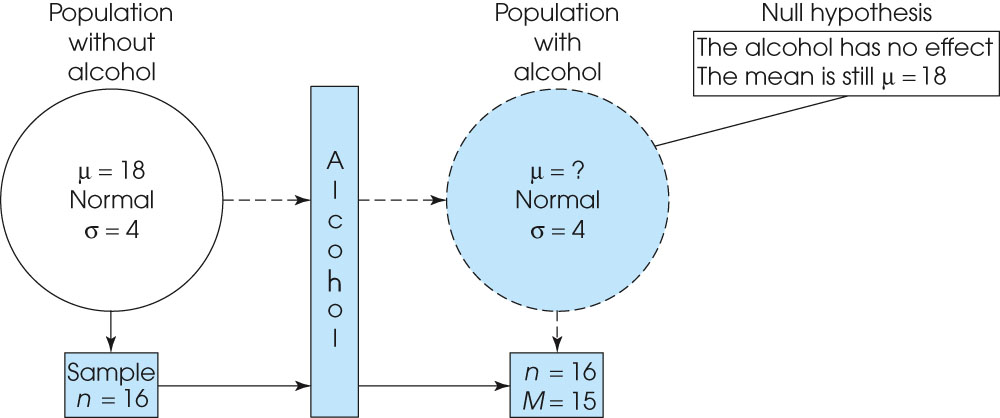 Population
without
alcohol
Population
with
alcohol
Null hypothesis
The alcohol has no effect
The mean is still μ = 18
μ = 18
Normal
σ = 4
Alcohol
μ = ?
Normal
σ = 4
Sample
n = 16
n = 16
M = 15